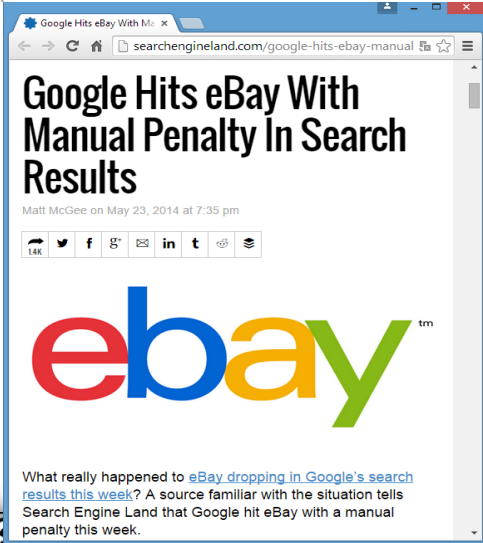 Google Hits eBay With Ma
searchengineland.com/google-hits-ebay-manual
Google Hits eBay With
Manual Penalty In Search
Results
Matt McGee on May 23, 2014 at 7:35 pm
1.4K
f
g+
in
t
ebay
tm
What really happened to eBay dropping in Google's search
results this week? A source familiar with the situation tells
Search Engine Land that Google hit eBay with a manual
penalty this week.